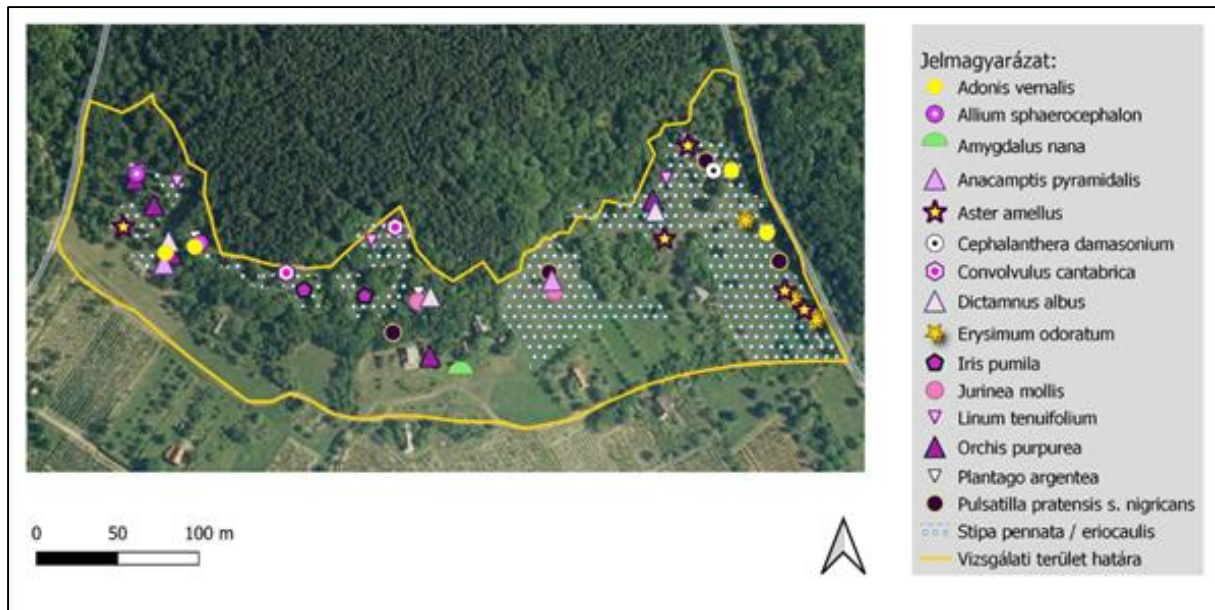 Jelmagyarázat:
Adonis vernalis
Allium sphaerocephalon
Amygdalus nana
Anacamptis pyramidalis
Aster amellus
Cephalanthera damasonium
Convolvulus cantabrica
Dictamnus albus
Erysimum odoratum
Iris pumila
Jurinea mollis
Linum tenuifolium
Orchis purpurea
Plantago argentea
Pulsatilla pratensis s. nigricans
Stipa pennata / eriocaulis
Vizsgálati terület határa
0 50 100 m